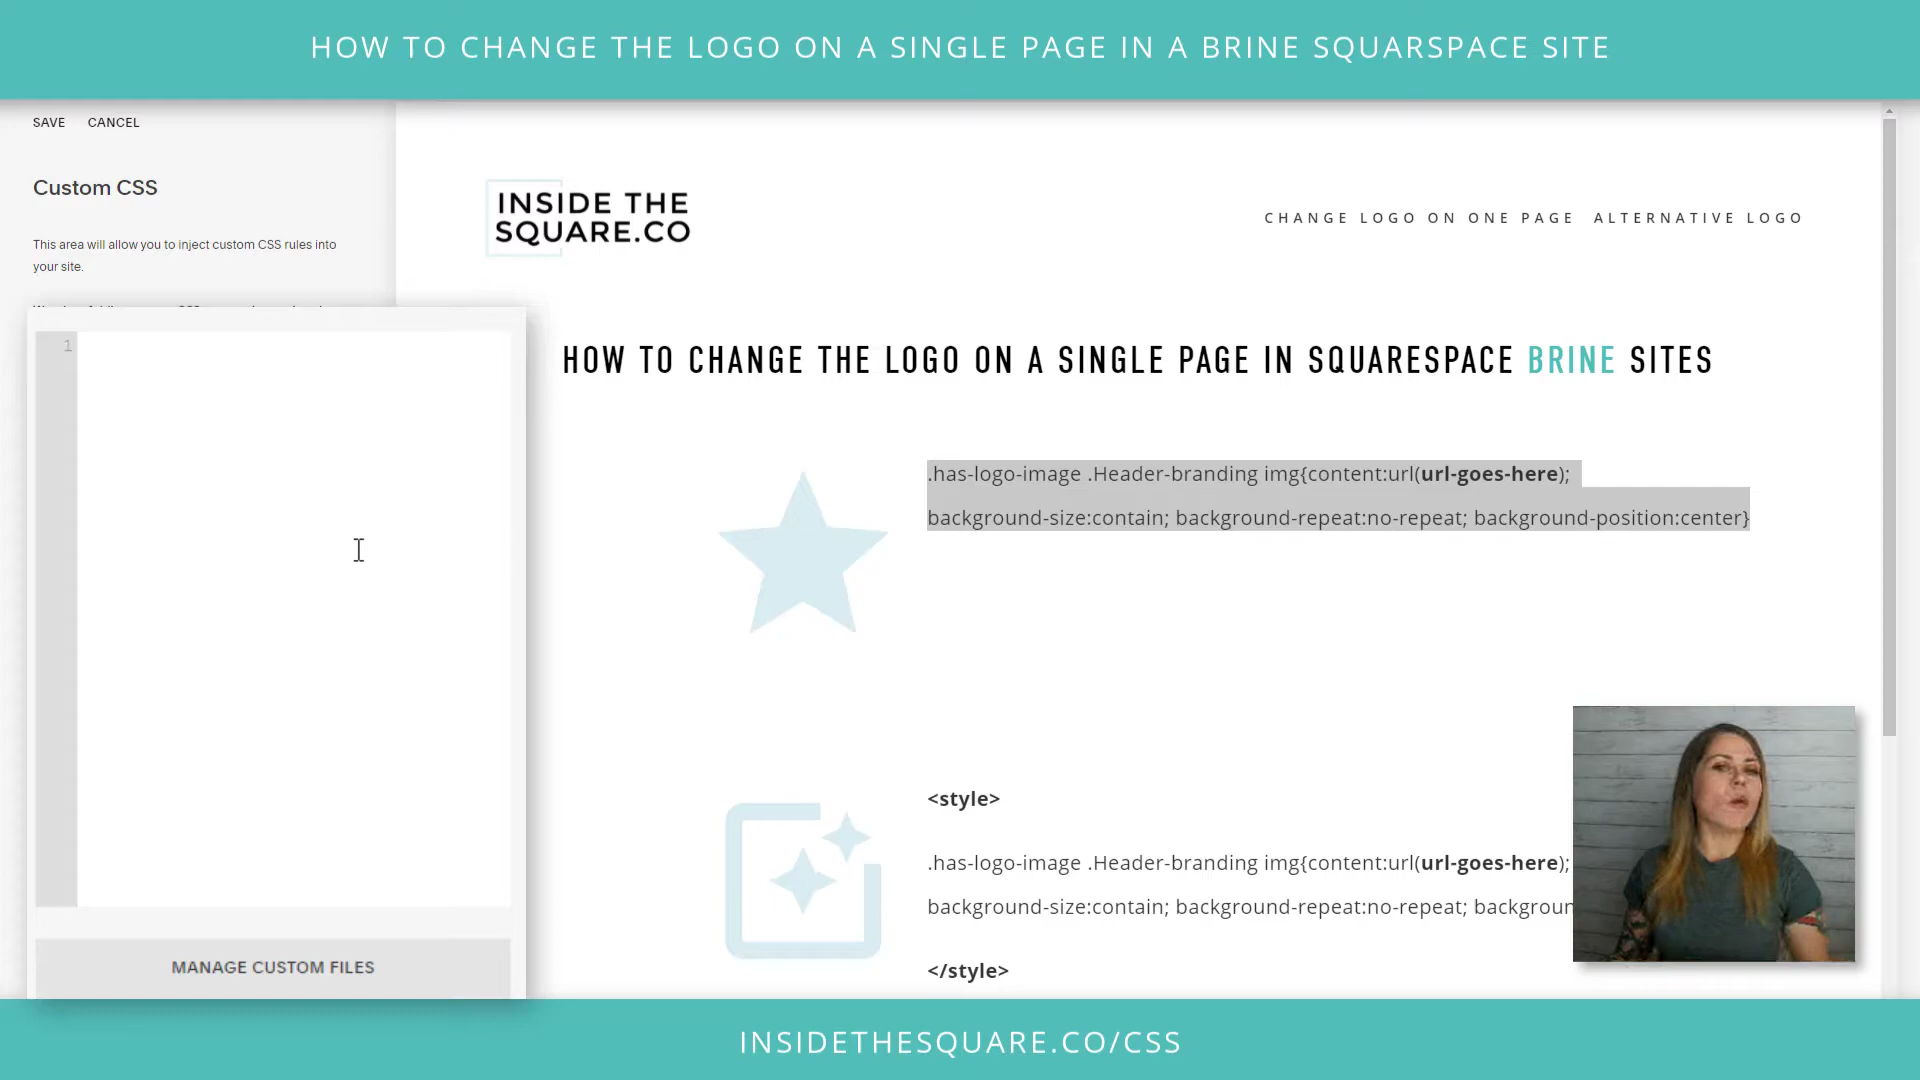 HOW TO CHANGE THE LOGO ON A SINGLE PAGE IN A BRINE SQUARSPACE SITE
SAVE CANCEL
Custom CSS
This area will allow you to inject custom CSS rules into
your site.
1
MANAGE CUSTOM FILES
INSIDE THE
SQUARE.CO
CHANGE LOGO ON ONE PAGE ALTERNATIVE LOGO
HOW TO CHANGE THE LOGO ON A SINGLE PAGE IN SQUARESPACE BRINE SITES
.has-logo-image .Header-branding img{content:url(url-goes-here);
background-size:contain; background-repeat:no-repeat; background-position:center}
<style>
.has-logo-image .Header-branding img{content:url(url-goes-here);
background-size:contain; background-repeat:no-repeat; backgroun
</style>
INSIDETHESQUARE.CO/CSS